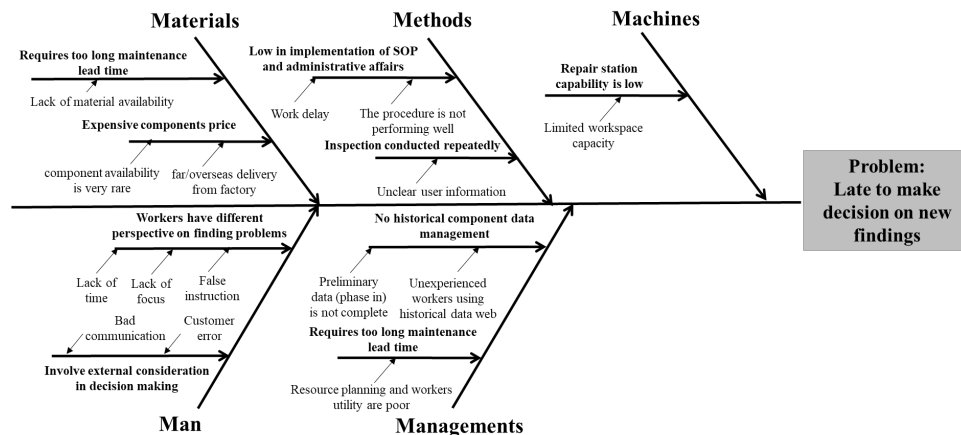 Materials
Methods
Machines
Requires too long maintenance
lead time
Lack of material availability
Expensive components price
component availability
is very rare
far/overseas delivery
from factory
Low in implementation of SOP
and administrative affairs
Work delay
The procedure is not
performing well
Inspection conducted repeatedly
Unclear user information
Repair station
capability is low
Limited workspace
capacity
Problem:
Late to make
decision on new
findings
Workers have different
perspective on finding problems
Lack of
time
Lack of
focus
False
instruction
Bad
communication
Customer
error
Involve external consideration
in decision making
Man
No historical component data
management
Preliminary
data (phase in)
is not complete
Unexperienced
workers using
historical data web
Requires too long maintenance
lead time
Resource planning and workers
utility are poor
Managements